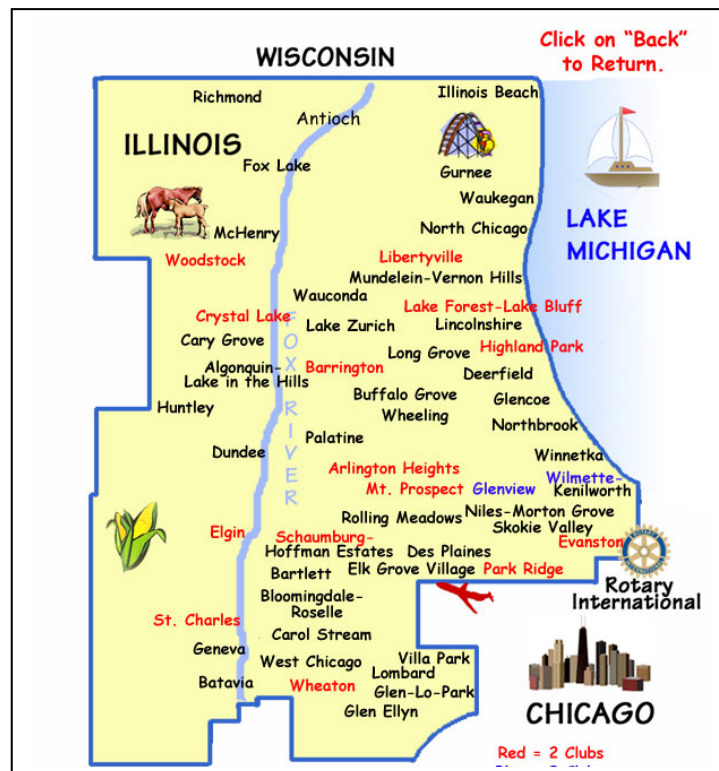 Click on "Back"
to Return.
WISCONSIN
Richmond
Illinois Beach
Antioch
ILLINOIS
Fox Lake
Gurnee
Waukegan
LAKE
MICHIGAN
McHenry
North Chicago
Woodstock
Libertyville
Mundelein-Vernon Hills
Wauconda
Lake Forest-Lake Bluff
Crystal Lake
Lake Zurich
Lincolnshire
Cary Grove
Long Grove
Highland Park
Algonquin-
Lake in the Hills
Barrington
Deerfield
FOX RIVER
Buffalo Grove
Glencoe
Huntley
Wheeling
Northbrook
Dundee
Palatine
Winnetka
Arlington Heights
Wilmette-
Kenilworth
Mt. Prospect
Glenview
Rolling Meadows
Niles-Morton Grove
Skokie Valley
Elgin
Schaumburg-
Hoffman Estates
Des Plaines
Evanston
Bartlett
Elk Grove Village
Park Ridge
Rotary
International
Bloomingdale-
Roselle
St. Charles
Carol Stream
Geneva
West Chicago
Villa Park
Lombard
Batavia
Wheaton
Glen-Lo-Park
Glen Ellyn
CHICAGO
Red = 2 Clubs